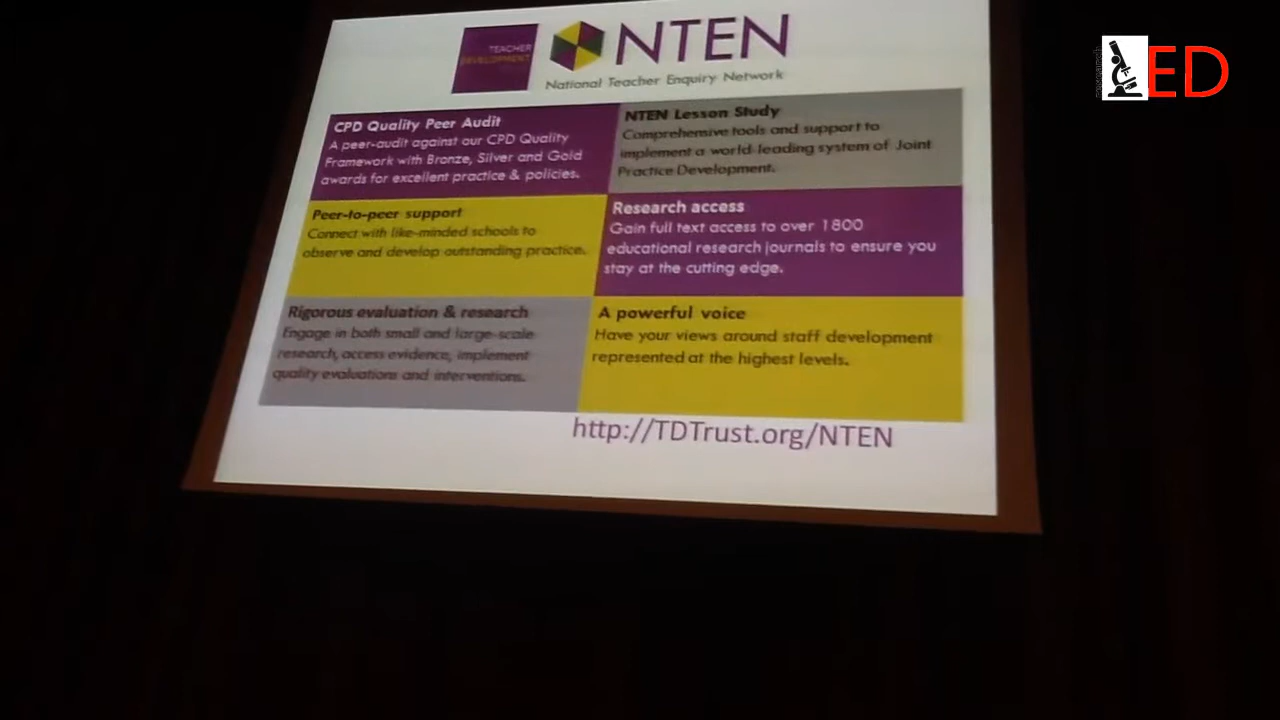 TEACHER
DEVELOPMENT
NTEN
National Teacher Enquiry Network
CPD Quality Peer Audit
A peer-audit against our CPD Quality
Framework with Bronze, Silver and Gold
awards for excellent practice & policies.
NTEN Lesson Study
Comprehensive tools and support to
implement a world-leading system of Joint
Practice Development.
Peer-to-peer support
Connect with like-minded schools to
observe and develop outstanding practice.
Research access
Gain full text access to over 1800
educational research journals to ensure you
stay at the cutting edge.
Rigorous evaluation & research
Engage in both small and large-scale
research, access evidence, implement
quality evaluations and interventions.
A powerful voice
Have your views around staff development
represented at the highest levels.
http://TDTrust.org/NTEN
ED